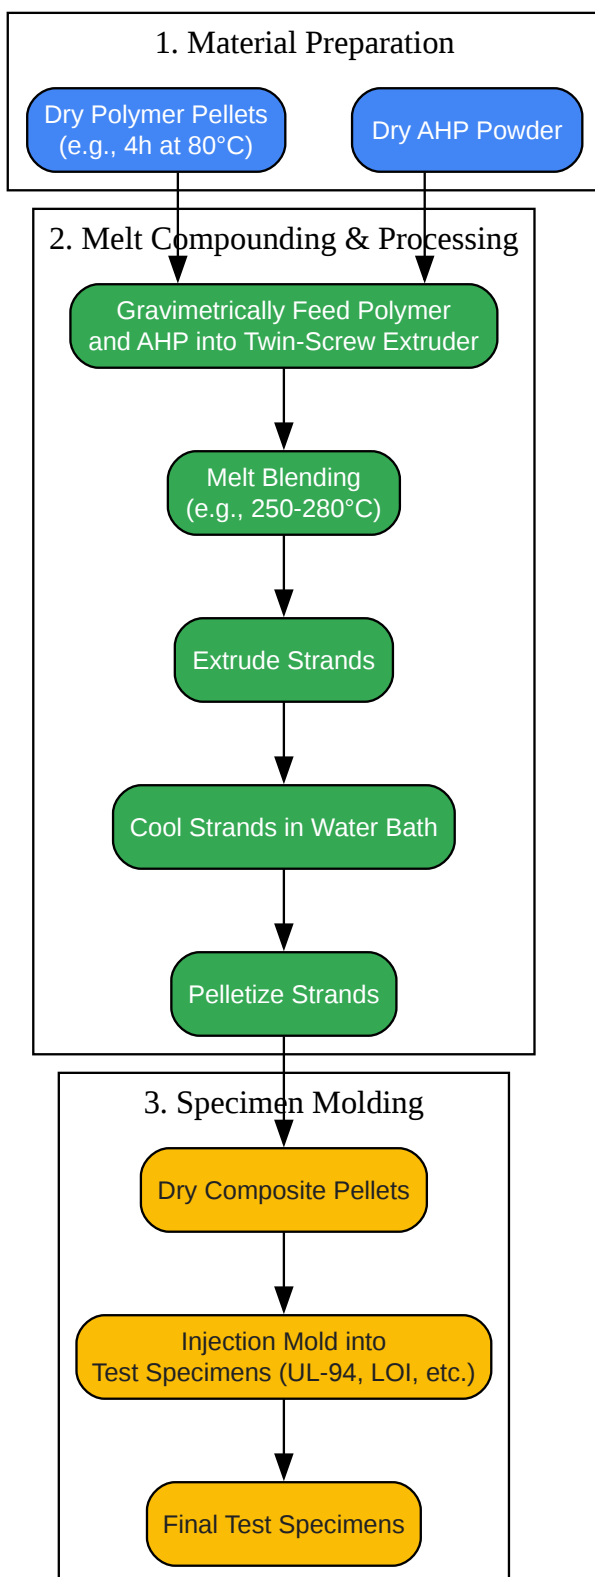 1. Material Preparation
Dry Polymer Pellets
(e.g., 4h at 80°C)
Dry AHP Powder
2. Melt Compounding & Processing
Gravimetrically Feed Polymer
and AHP into Twin-Screw Extruder
Melt Blending
(e.g., 250-280°C)
Extrude Strands
Cool Strands in Water Bath
Pelletize Strands
3. Specimen Molding
Dry Composite Pellets
Injection Mold into
Test Specimens (UL-94, LOI, etc.)
Final Test Specimens